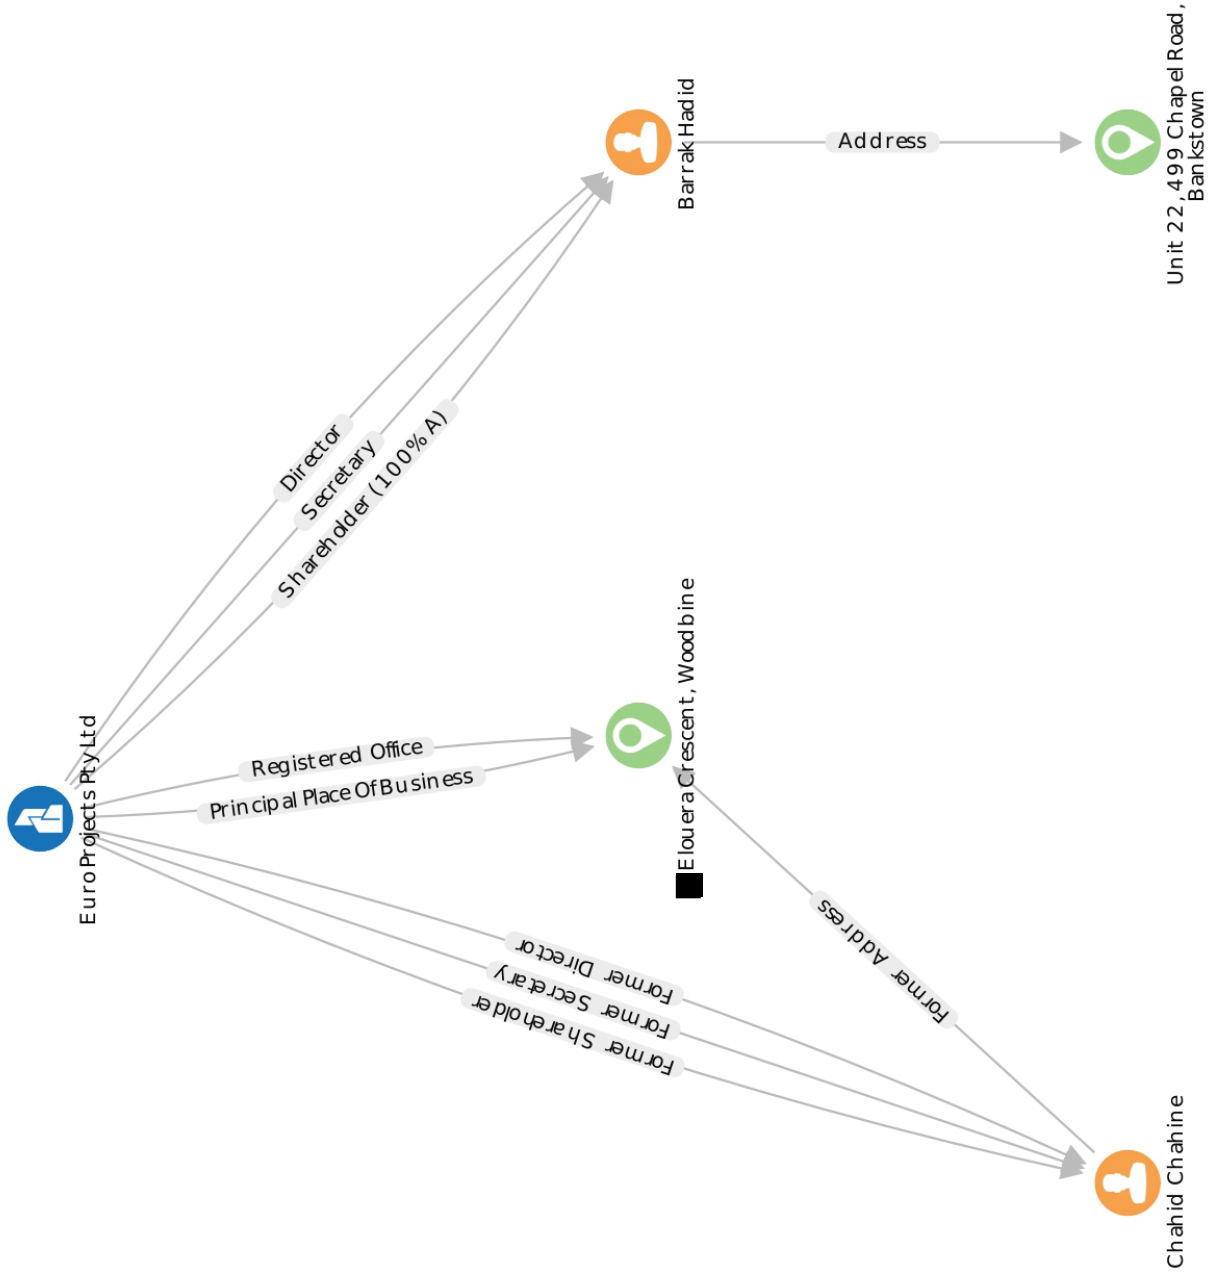 Euro Projects Pty Ltd
Director
Secretary
Shareholder (100% A)
Registered Office
Principal Place Of Business
Former Director
Former Secretary
Former Shareholder
Barrak Hadid
Elouera Crescent, Woodbine
Address
Former Address
Unit 22, 499 Chapel Road,
Bankstown
Chahid Chahine